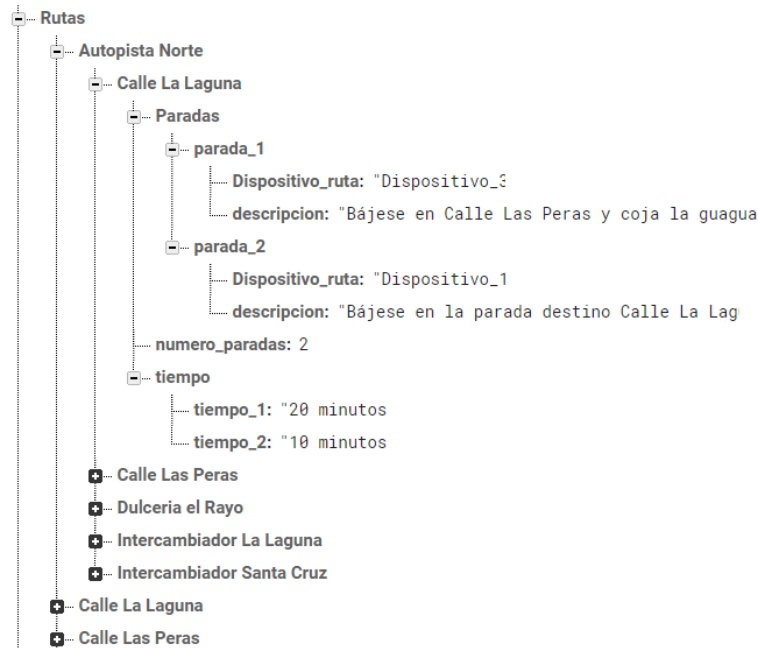 Rutas
Autopista Norte
Calle La Laguna
Paradas
parada_1
Dispositivo_ruta: "Dispositivo_3
descripcion: "Bájese en Calle Las Peras y coja la guagua
parada_2
Dispositivo_ruta: "Dispositivo_1
descripcion: "Bájese en la parada destino Calle La Lag
numero_paradas: 2
tiempo
tiempo_1: "20 minutos
tiempo_2: "10 minutos
Calle Las Peras
Dulceria el Rayo
Intercambiador La Laguna
Intercambiador Santa Cruz
Calle La Laguna
Calle Las Peras